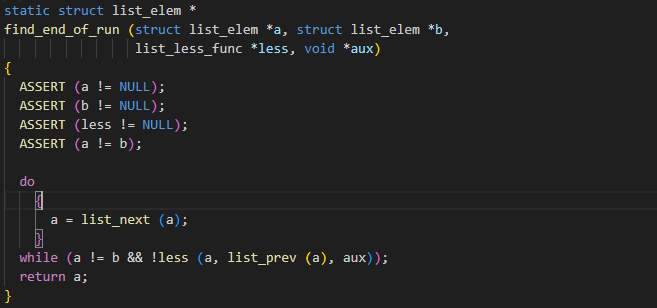 static struct list_elem *
find_end_of_run (struct list_elem *a, struct list_elem *b,
                 list_less_func *less, void *aux)
{
  ASSERT (a != NULL);
  ASSERT (b != NULL);
  ASSERT (less != NULL);
  ASSERT (a != b);

  do
    {
      a = list_next (a);
    }
  while (a != b && !less (a, list_prev (a), aux));
  return a;
}